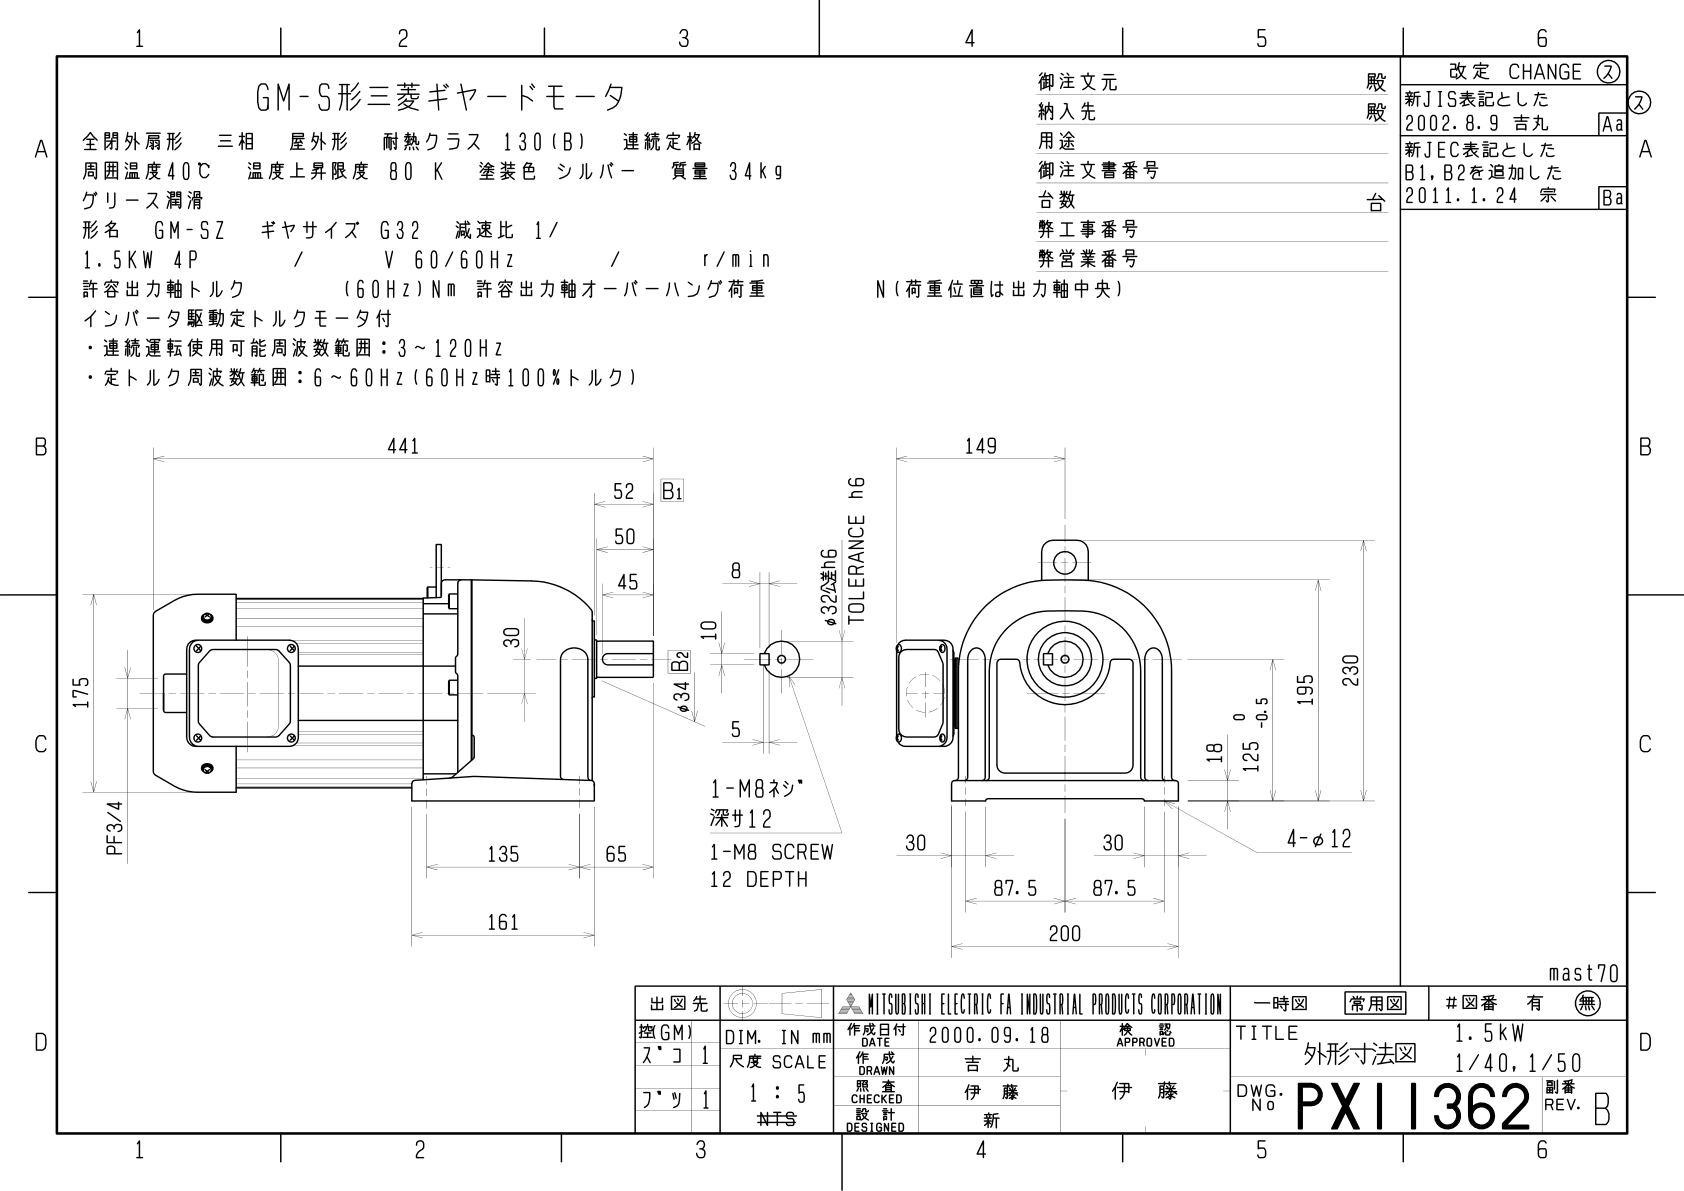 1 2 3 4 5 6
A A
B B
C C
D D
GM-S形三菱ギヤードモータ
全閉外扇形 三相 屋外形 耐熱クラス 130(B) 連続定格
周囲温度40℃ 温度上昇限度 80 K 塗装色 シルバー 質量 34kg
グリース潤滑
形名 GM-SZ ギヤサイズ G32 減速比 1/
1.5KW 4P / V 60/60Hz / r/min
許容出力軸トルク (60Hz)Nm 許容出力軸オーバーハング荷重 N(荷重位置は出力軸中央)
インバータ駆動定トルクモータ付
・連続運転使用可能周波数範囲:3~120Hz
・定トルク周波数範囲:6~60Hz(60Hz時100%トルク)
御注文元 殿
納入先 殿
用途
御注文書番号
台数 台
弊工事番号
弊営業番号
改定 CHANGE ス
新JIS表記とした ス
2002.8.9 吉丸 Aa
新JEC表記とした
B1,B2を追加した
2011.1.24 宗 Ba
441
52 B1
50
45
30
175
PF3/4
135 65
161
B2
φ34
8
10
5
φ32公差h6
TOLERANCE h6
1-M8ネジ
深サ12
1-M8 SCREW
12 DEPTH
149
230
195
0
125 -0.5
18
4-φ12
30 30
87.5 87.5
200
mast70
出図先
控(GM)
ズコ 1
ブツ 1
DIM. IN mm
尺度 SCALE
1 : 5
NTS
MITSUBISHI ELECTRIC FA INDUSTRIAL PRODUCTS CORPORATION
作成日付 DATE 2000.09.18
作成 DRAWN 吉丸
照査 CHECKED 伊藤
設計 DESIGNED 新
検認 APPROVED
伊藤
一時図 常用図 #図番 有 無
TITLE
外形寸法図
1.5kW
1/40,1/50
DWG. No PX11362
副番 REV. B
1 2 3 4 5 6